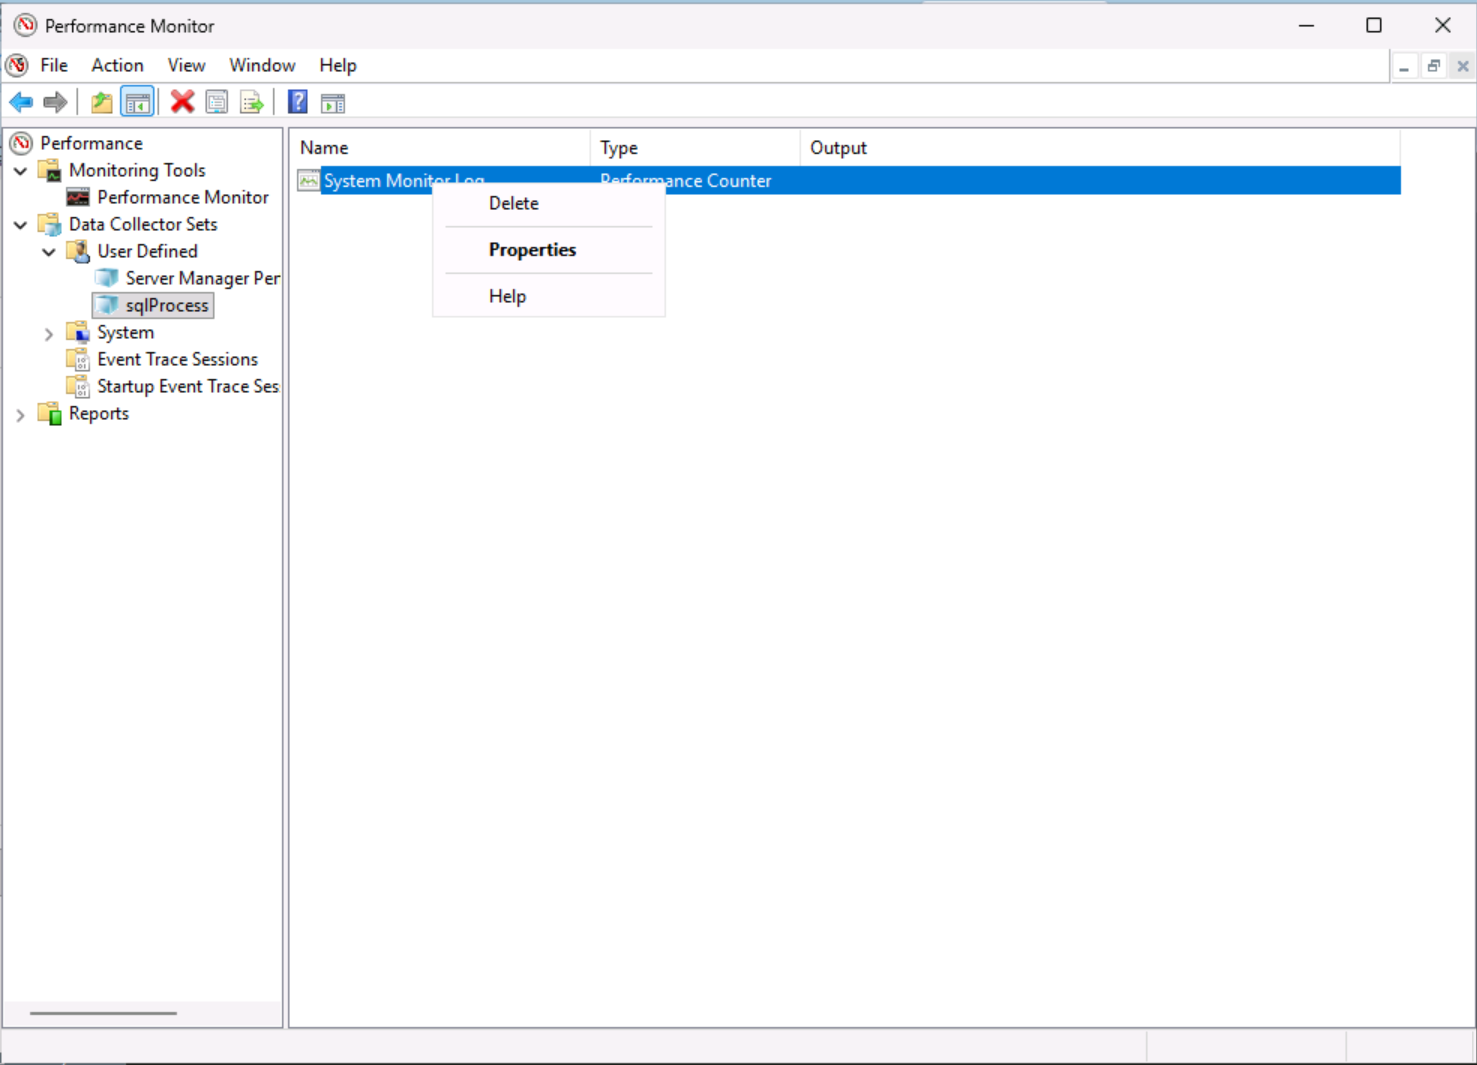 Performance Monitor
File Action View Window Help
Performance
Monitoring Tools
Performance Monitor
Data Collector Sets
User Defined
Server Manager Per
sqlProcess
System
Event Trace Sessions
Startup Event Trace Ses
Reports
Name Type Output
System Monitor Log Performance Counter
Delete
Properties
Help